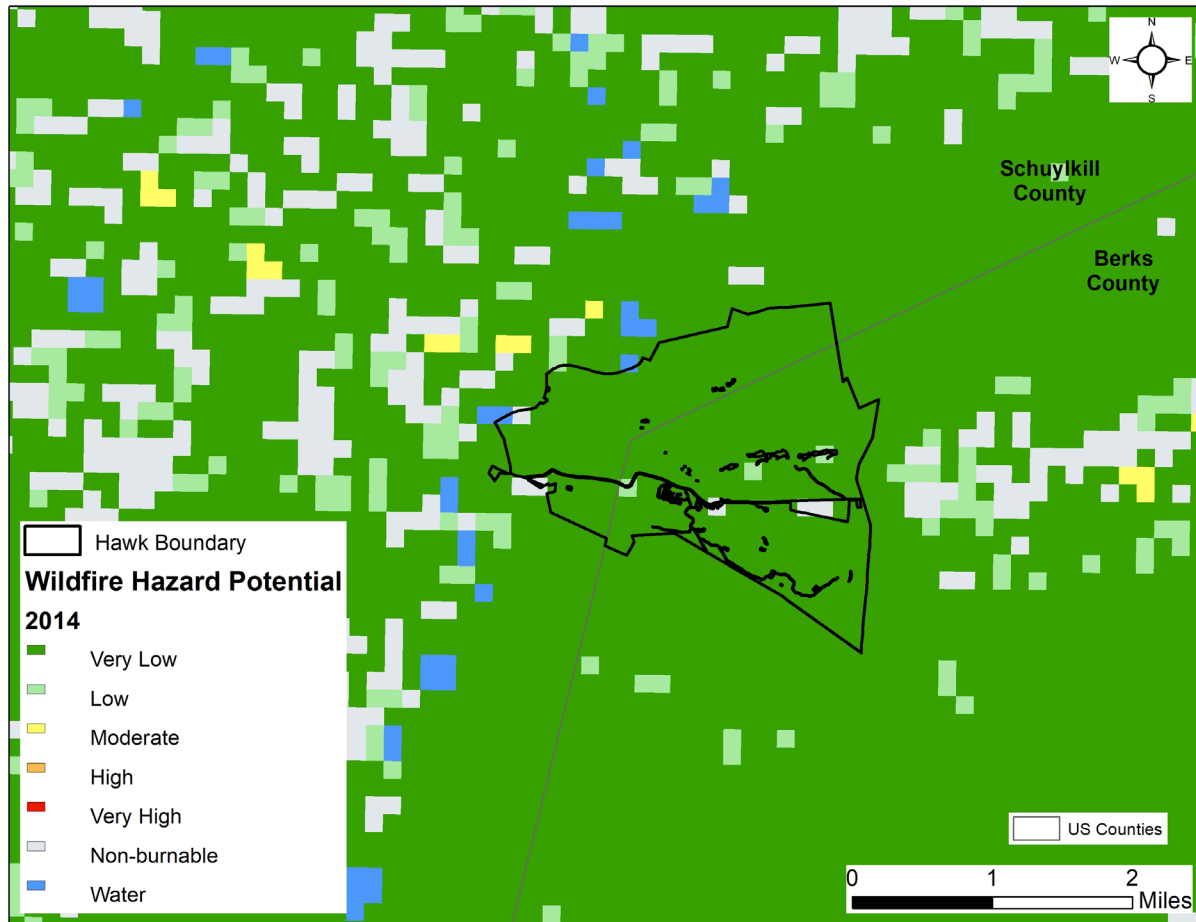 N
W E
S
Schuylkill
County
Berks
County
Hawk Boundary
Wildfire Hazard Potential
2014
Very Low
Low
Moderate
High
Very High
Non-burnable
Water
US Counties
0 1 2
Miles